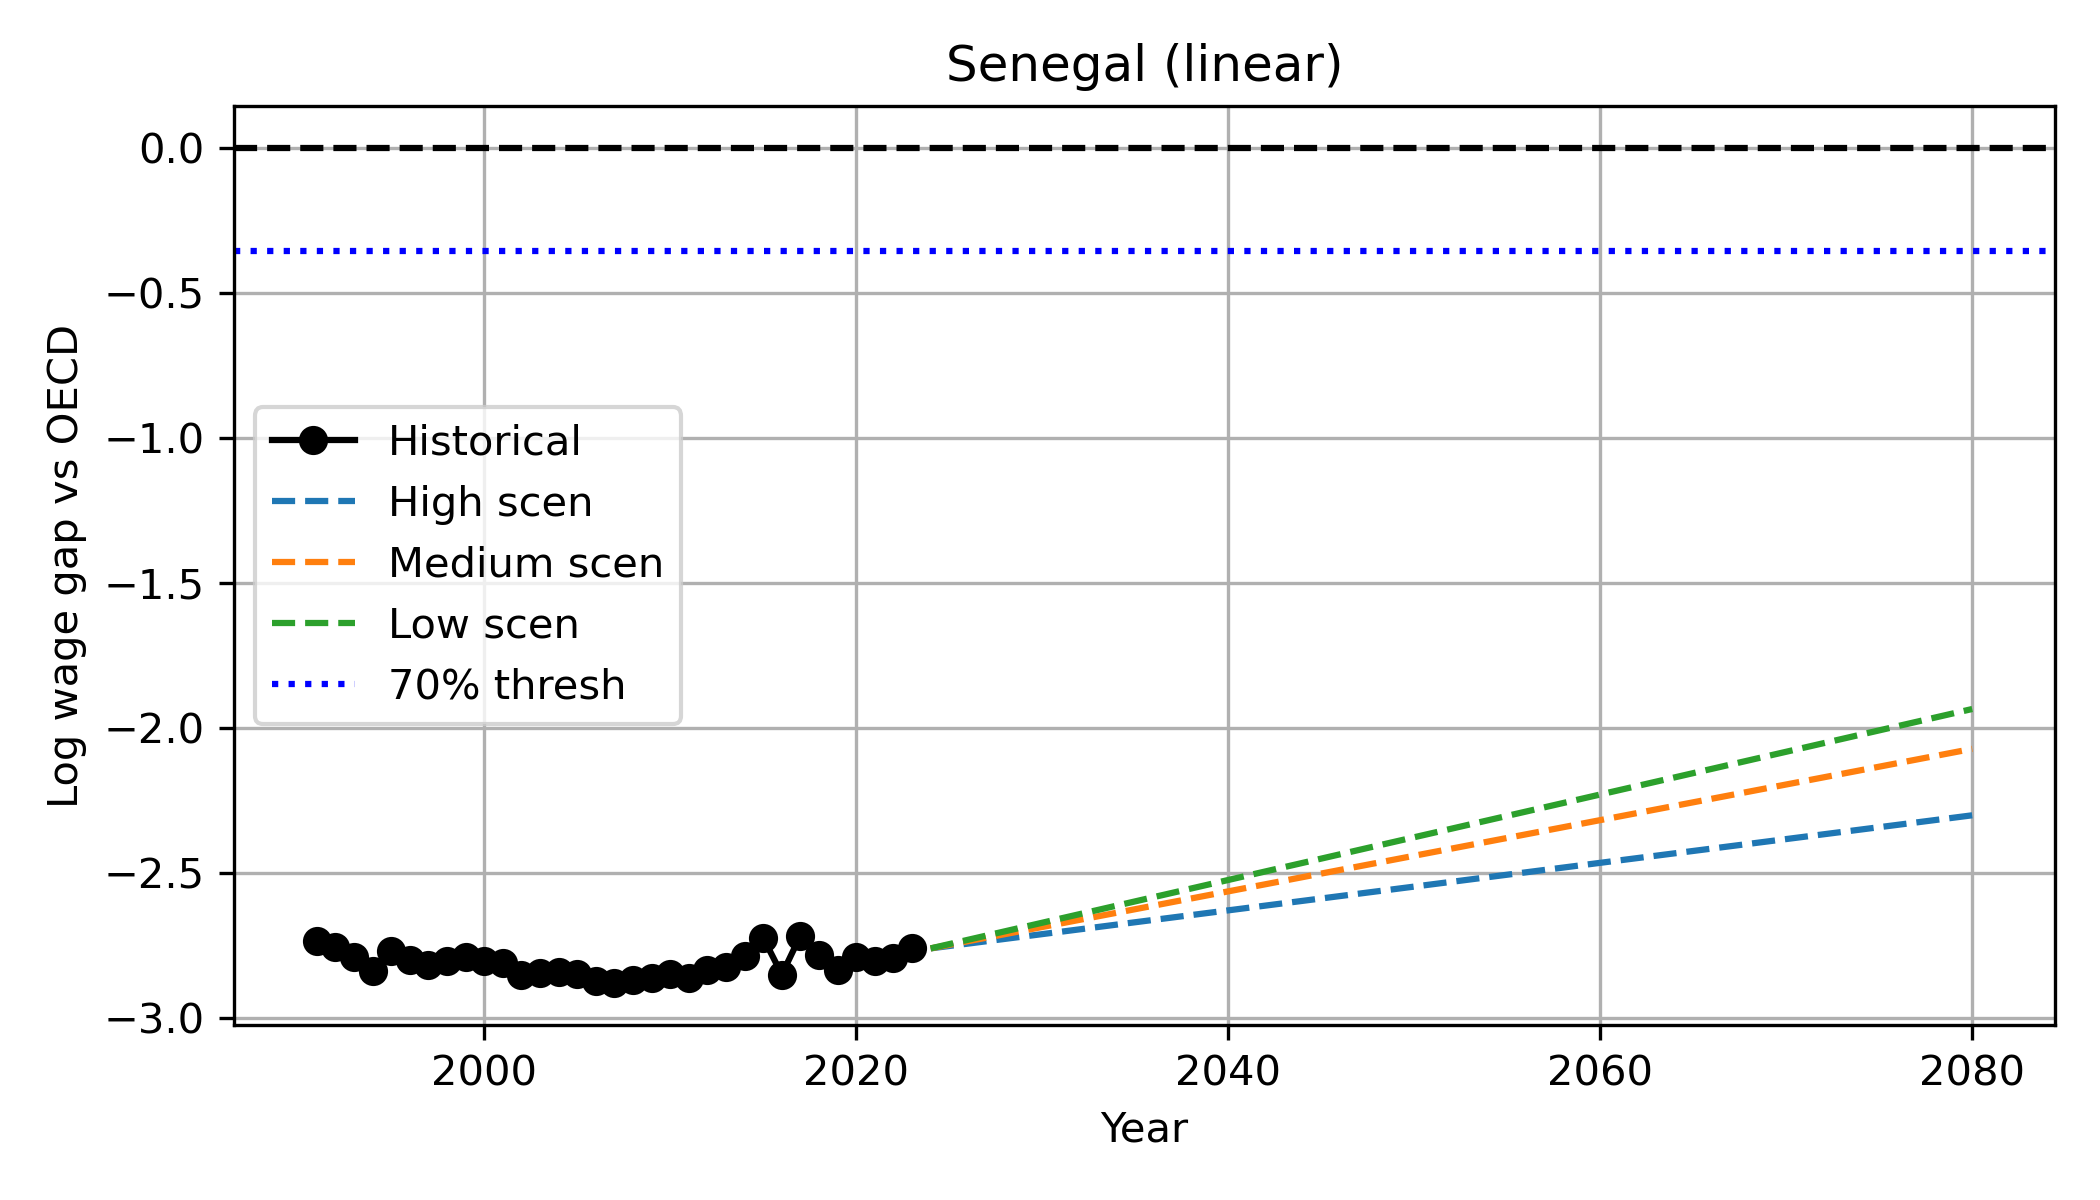 Senegal (linear)
0.0
−0.5
−1.0
−1.5
−2.0
−2.5
−3.0
Log wage gap vs OECD
Historical
High scen
Medium scen
Low scen
70% thresh
2000 2020 2040 2060 2080
Year